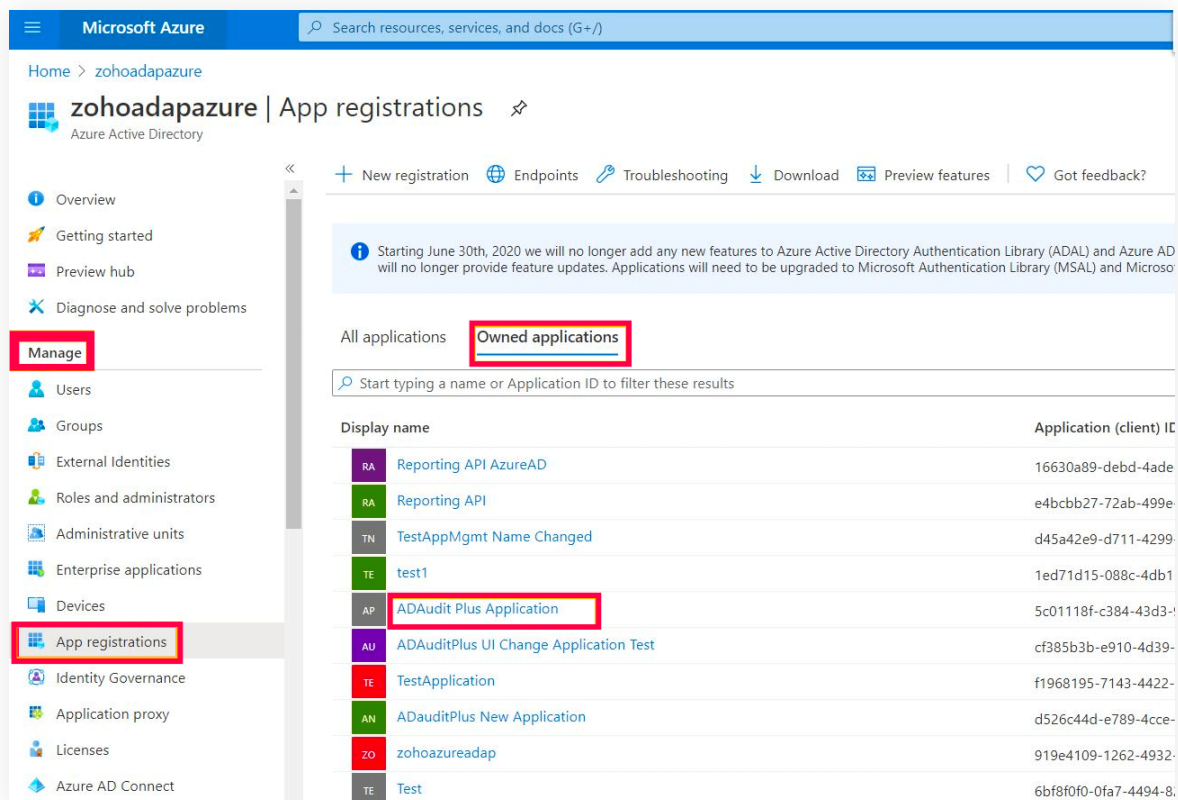 Microsoft Azure
Search resources, services, and docs (G+/)
Home > zohoadapazure
zohoadapazure | App registrations
Azure Active Directory
«
New registration
Endpoints
Troubleshooting
Download
Preview features
Got feedback?
Overview
Getting started
Preview hub
Diagnose and solve problems
Manage
Users
Groups
External Identities
Roles and administrators
Administrative units
Enterprise applications
Devices
App registrations
Identity Governance
Application proxy
Licenses
Azure AD Connect
Starting June 30th, 2020 we will no longer add any new features to Azure Active Directory Authentication Library (ADAL) and Azure AD
will no longer provide feature updates. Applications will need to be upgraded to Microsoft Authentication Library (MSAL) and Microso
All applications
Owned applications
Start typing a name or Application ID to filter these results
Display name
Application (client) ID
RA Reporting API AzureAD 16630a89-debd-4ade
RA Reporting API e4bcbb27-72ab-499e-
TN TestAppMgmt Name Changed d45a42e9-d711-4299
TE test1 1ed71d15-088c-4db1
AP ADAudit Plus Application 5c01118f-c384-43d3-
AU ADAuditPlus UI Change Application Test cf385b3b-e910-4d39-
TE TestApplication f1968195-7143-4422-
AN ADauditPlus New Application d526c44d-e789-4cce-
ZO zohoazureadap 919e4109-1262-4932-
TE Test 6bf8f0f0-0fa7-4494-8